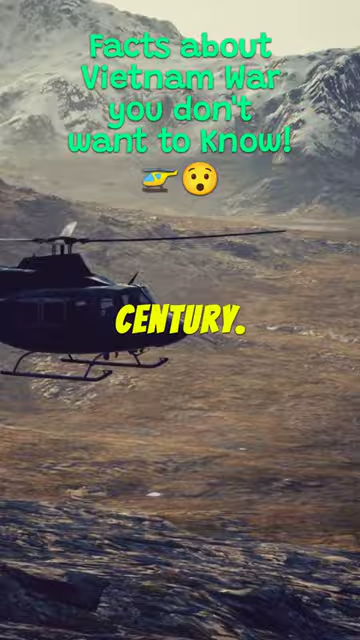 Facts about
Vietnam War
you don't
want to Know!
🚁😯
CENTURY.